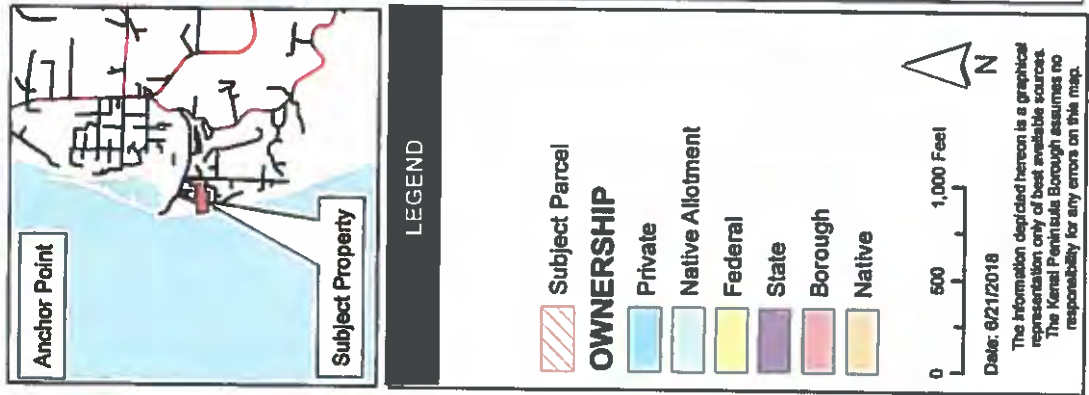 Anchor Point
Subject Property
LEGEND
Subject Parcel
OWNERSHIP
Private
Native Allotment
Federal
State
Borough
Native
0 500 1,000 Feet
N
Date: 6/21/2018
The information depicted hereon is a graphical
representation only of best available sources.
The Kenai Peninsula Borough assumes no
responsibility for any errors on this map.